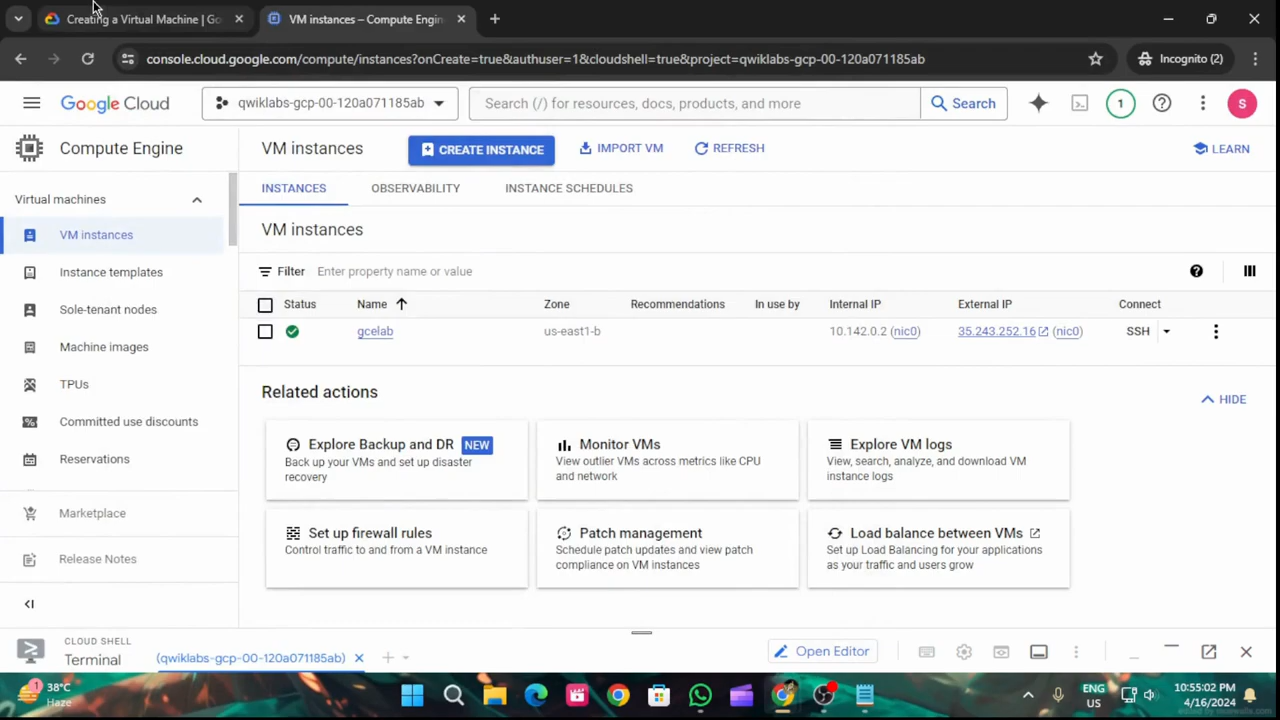 Creating a Virtual Machine | Go
VM instances – Compute Engin
console.cloud.google.com/compute/instances?onCreate=true&authuser=1&cloudshell=true&project=qwiklabs-gcp-00-120a071185ab
Incognito (2)
Google Cloud
qwiklabs-gcp-00-120a071185ab
Search (/) for resources, docs, products, and more
Search
1
S
Compute Engine
VM instances
CREATE INSTANCE
IMPORT VM
REFRESH
LEARN
Virtual machines
VM instances
Instance templates
Sole-tenant nodes
Machine images
TPUs
Committed use discounts
Reservations
Marketplace
Release Notes
INSTANCES
OBSERVABILITY
INSTANCE SCHEDULES
VM instances
Filter
Enter property name or value
Status
Name
Zone
Recommendations
In use by
Internal IP
External IP
Connect
gcelab
us-east1-b
10.142.0.2 (nic0)
35.243.252.16 (nic0)
SSH
Related actions
HIDE
Explore Backup and DR NEW
Back up your VMs and set up disaster
recovery
Monitor VMs
View outlier VMs across metrics like CPU
and network
Explore VM logs
View, search, analyze, and download VM
instance logs
Set up firewall rules
Control traffic to and from a VM instance
Patch management
Schedule patch updates and view patch
compliance on VM instances
Load balance between VMs
Set up Load Balancing for your applications
as your traffic and users grow
CLOUD SHELL
Terminal
(qwiklabs-gcp-00-120a071185ab)
Open Editor
1
38°C
Haze
ENG
US
10:55:02 PM
4/16/2024